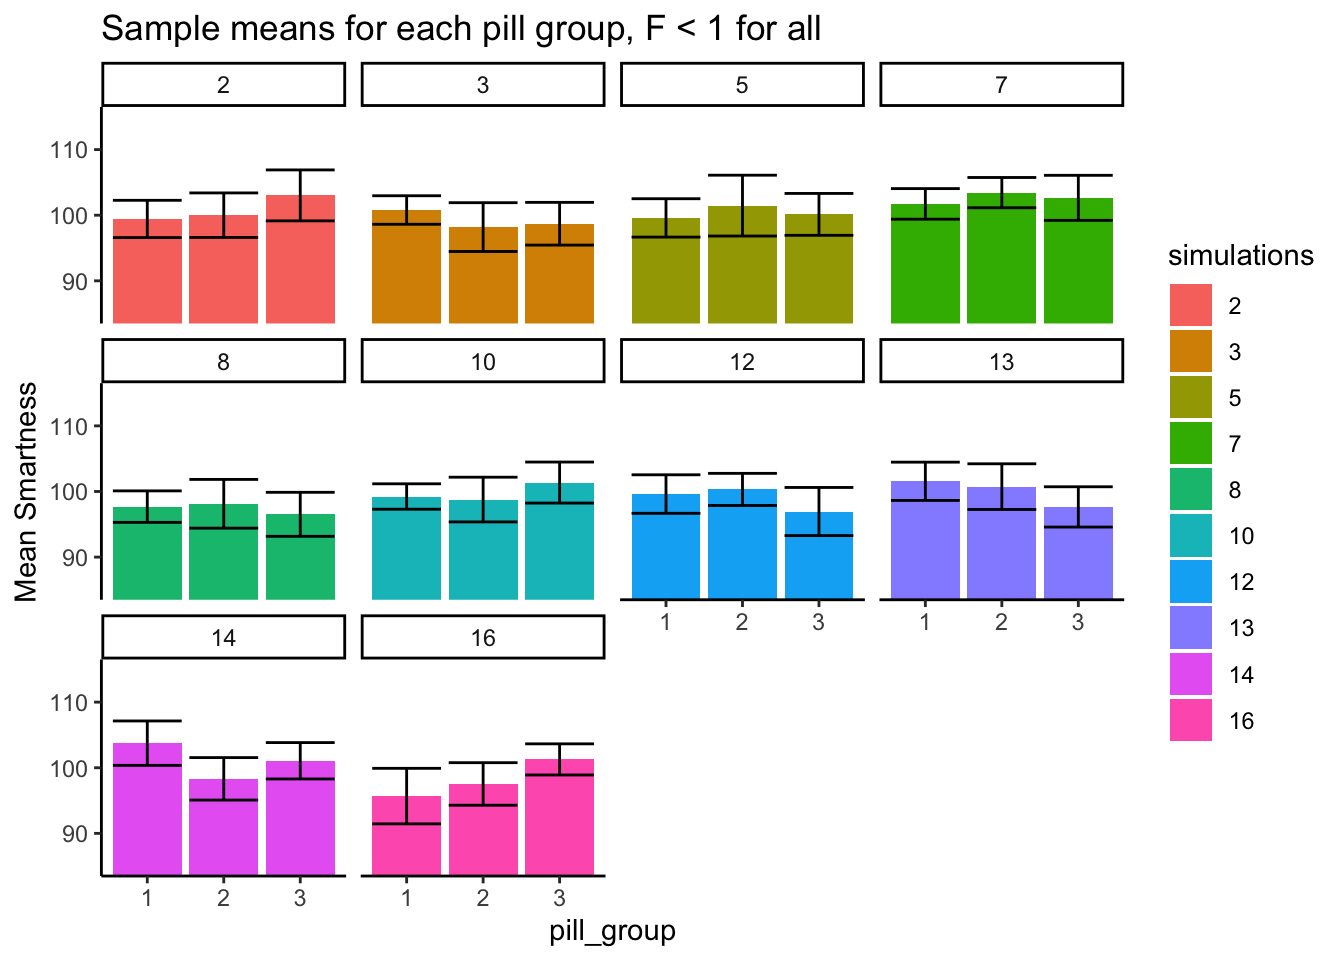 Sample means for each pill group, F < 1 for all
2 3 5 7
110
100
90
8 10 12 13
110
100
90
1 2 3 1 2 3
14 16
110
100
90
1 2 3 1 2 3
pill_group
Mean Smartness
simulations
2
3
5
7
8
10
12
13
14
16